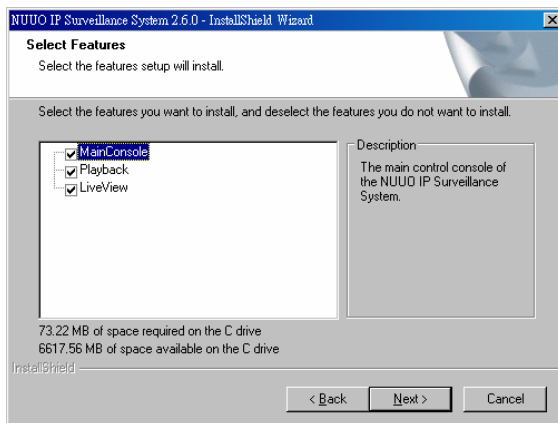 NUUO IP Surveillance System 2.6.0 - InstallShield Wizard
Select Features
Select the features setup will install.
Select the features you want to install, and deselect the features you do not want to install.
MainConsole
Playback
LiveView
Description
The main control console of
the NUUO IP Surveillance
System.
73.22 MB of space required on the C drive
6617.56 MB of space available on the C drive
InstallShield
< Back
Next >
Cancel